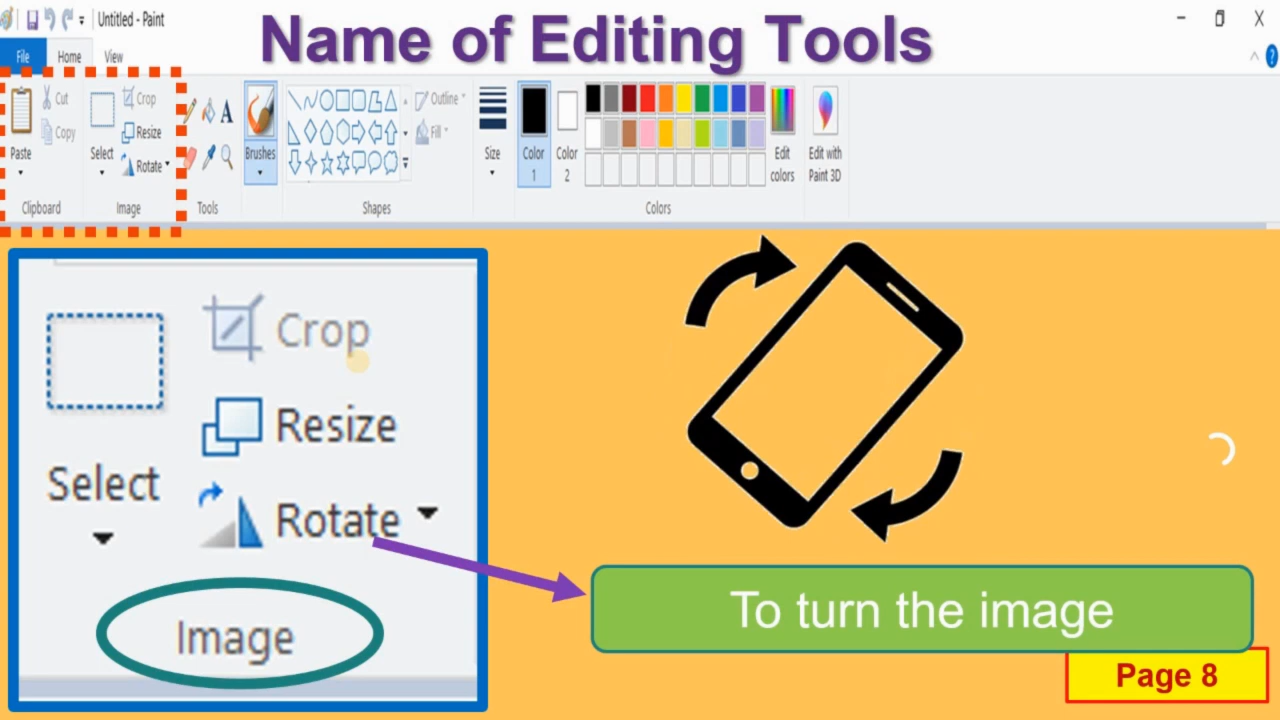 Untitled - Paint
Name of Editing Tools
File Home View
Cut
Copy
Paste
Clipboard
Select
Crop
Resize
Rotate
Image
A
Tools
Brushes
Outline
Fill
Shapes
Size
Color 1
Color 2
Colors
Edit colors
Edit with Paint 3D
Crop
Resize
Select
Rotate
Image
To turn the image
Page 8